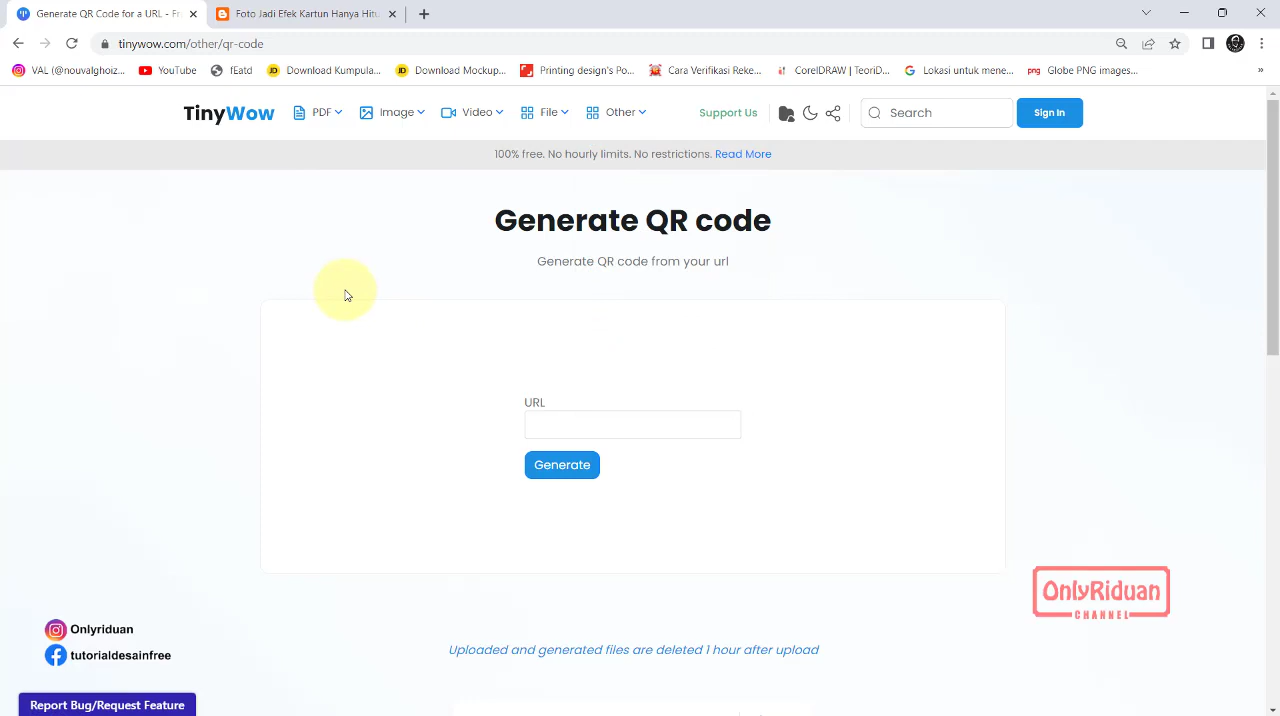 Generate QR Code for a URL - Fr
Foto Jadi Efek Kartun Hanya Hitu
tinywow.com/other/qr-code
VAL (@nouvalghoiz...
YouTube
fEatd
Download Kumpula...
Download Mockup...
Printing design's Po...
Cara Verifikasi Reke...
CorelDRAW | TeoriD...
Lokasi untuk mene...
png
Globe PNG images...
»
TinyWow
PDF
Image
Video
File
Other
Support Us
Search
Sign In
100% free. No hourly limits. No restrictions. Read More
Generate QR code
Generate QR code from your url
URL
Generate
OnlyRiduan
CHANNEL
Onlyriduan
tutorialdesainfree
Uploaded and generated files are deleted 1 hour after upload
Report Bug/Request Feature